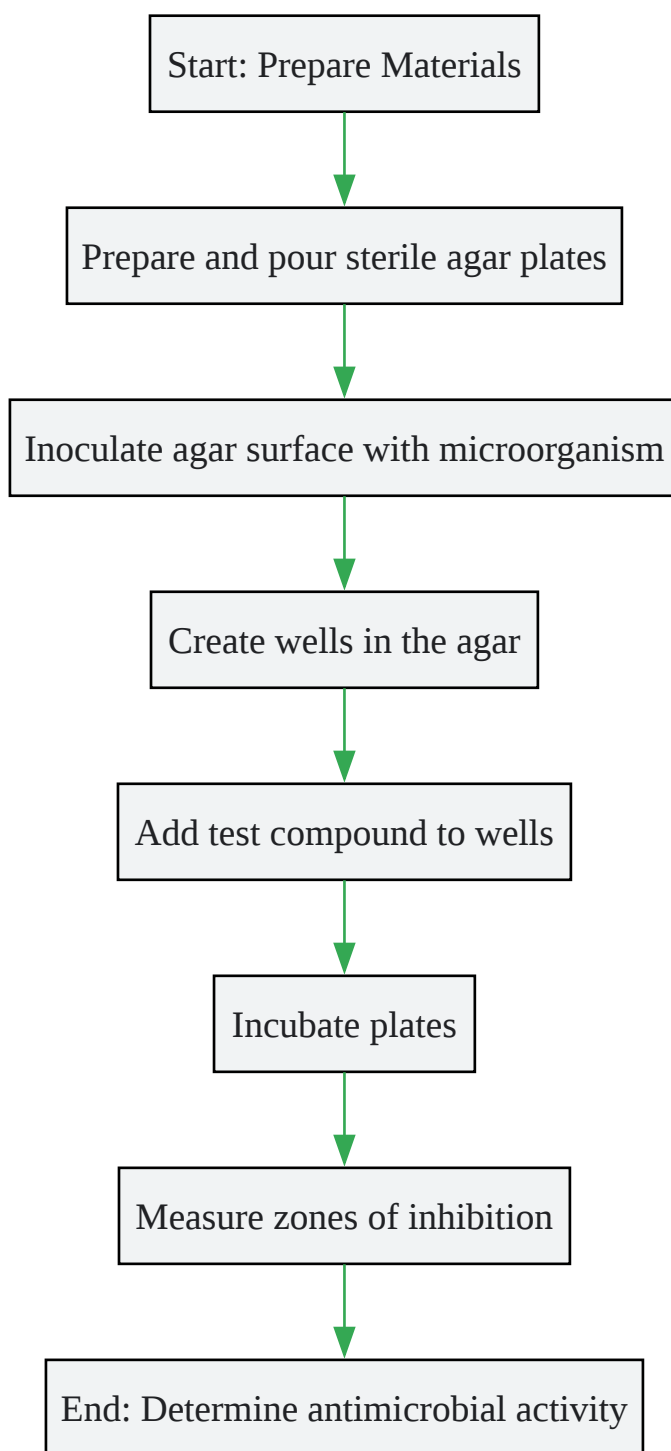 Start: Prepare Materials
Prepare and pour sterile agar plates
Inoculate agar surface with microorganism
Create wells in the agar
Add test compound to wells
Incubate plates
Measure zones of inhibition
End: Determine antimicrobial activity